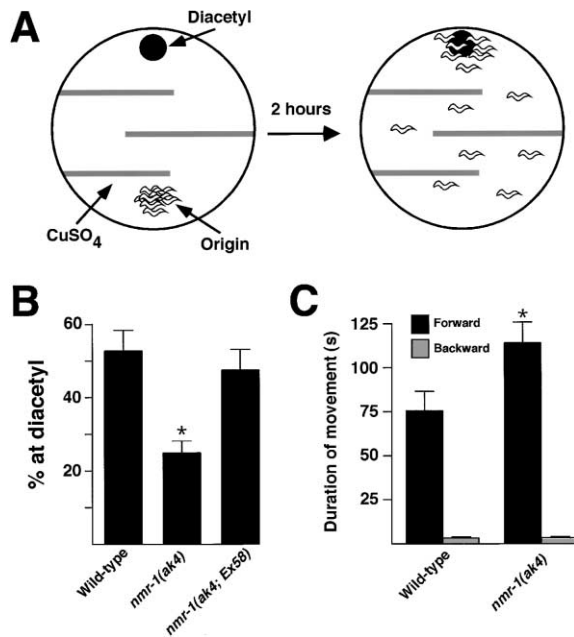 A
Diacetyl
2 hours
CuSO4
Origin
B
% at diacetyl
60
40
20
Wild-type
nmr-1(ak4)
nmr-1(ak4; Ex58)
*
C
Duration of movement (s)
125
75
50
25
Forward
Backward
*
Wild-type
nmr-1(ak4)